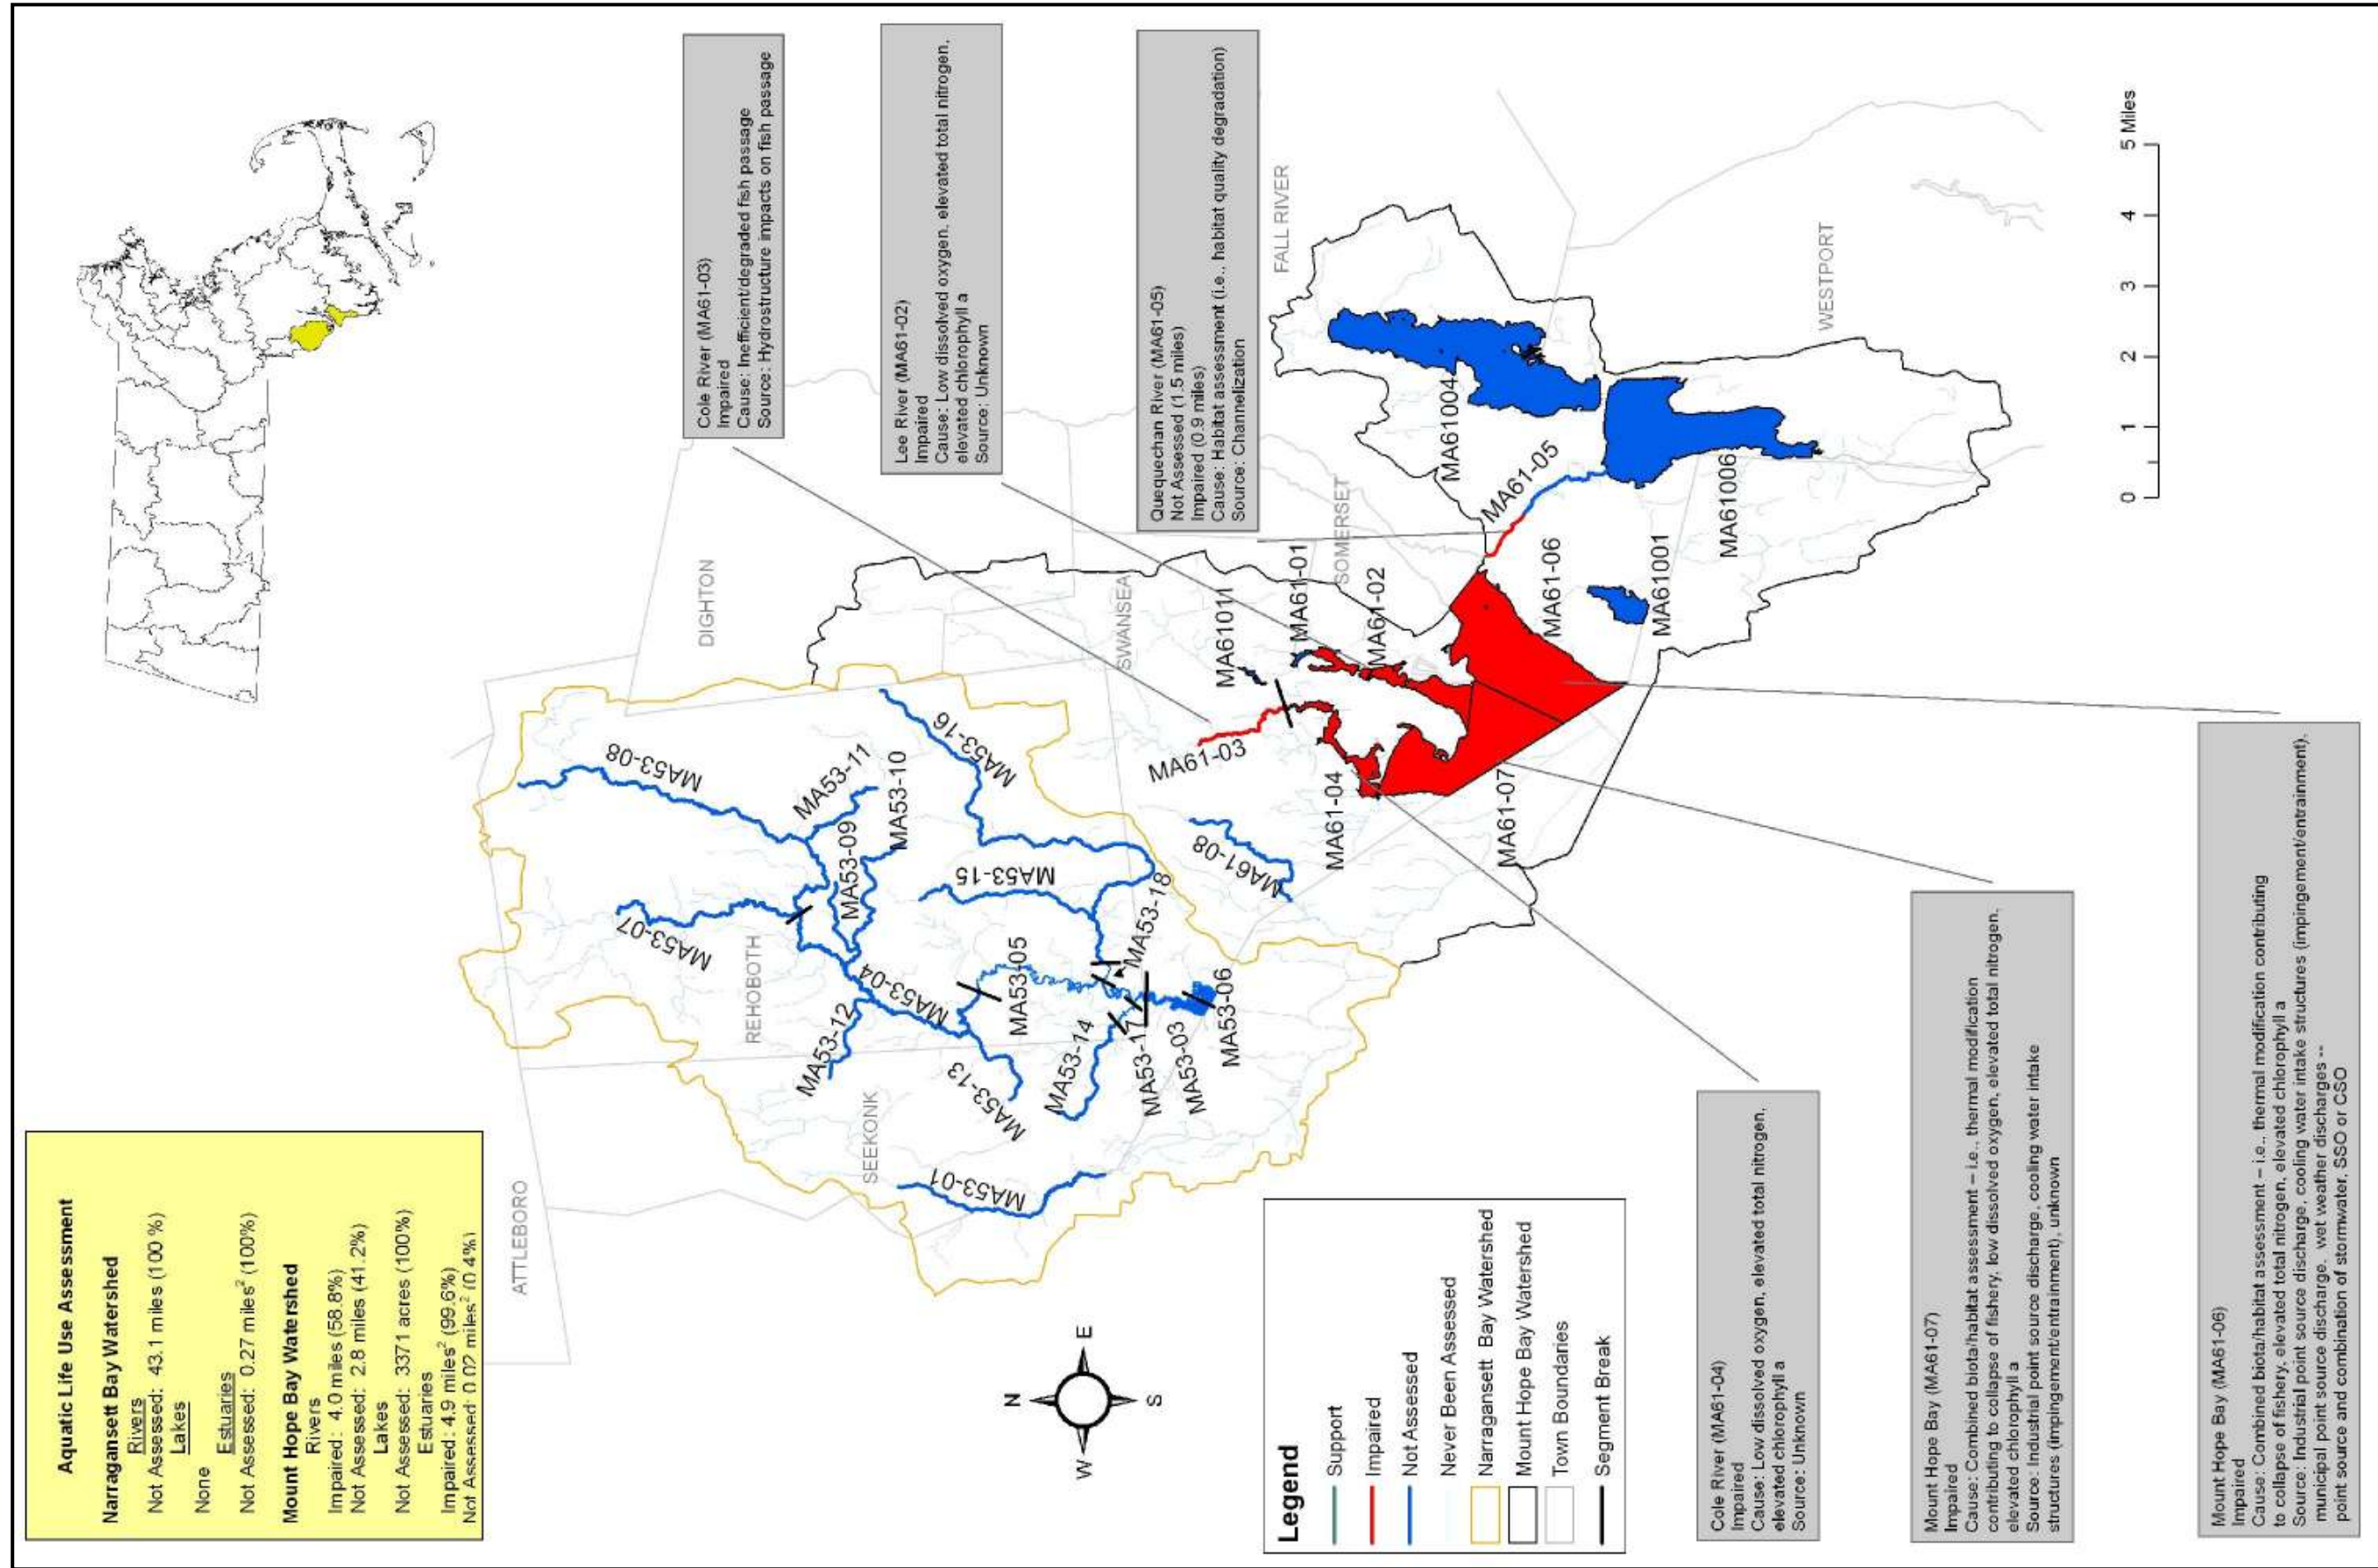 Aquatic Life Use Assessment
Narragansett Bay Watershed
Rivers
Not Assessed: 43.1 miles (100 %)
Lakes
None
Estuaries
Not Assessed: 0.27 miles² (100%)
Mount Hope Bay Watershed
Rivers
Impaired: 4.0 miles (58.8%)
Not Assessed: 2.8 miles (41.2%)
Lakes
Not Assessed: 3371 acres (100%)
Estuaries
Impaired: 4.9 miles² (99.6%)
Not Assessed: 0.02 miles² (0.4%)
Cole River (MA61-03)
Impaired
Cause: Inefficient/degraded fish passage
Source: Hydrostructure impacts on fish passage
Lee River (MA61-02)
Impaired
Cause: Low dissolved oxygen, elevated total nitrogen,
elevated chlorophyll a
Source: Unknown
Quequechan River (MA61-05)
Not Assessed (1.5 miles)
Impaired (0.9 miles)
Cause: Habitat assessment (i.e., habitat quality degradation)
Source: Channelization
ATTLEBORO
REHOBOTH
SEEKONK
DIGHTON
SWANSEA
SOMERSET
FALL RIVER
WESTPORT
MA53-08
MA53-07
MA53-11
MA53-09
MA53-10
MA53-16
MA53-15
MA53-12
MA53-04
MA53-05
MA53-18
MA53-13
MA53-14
MA53-17
MA53-03
MA53-06
MA53-01
MA61-03
MA61-08
MA61011
MA61-01
MA61-02
MA61-04
MA61-07
MA61-06
MA61-05
MA61001
MA61004
MA61006
N
W
E
S
Legend
Support
Impaired
Not Assessed
Never Been Assessed
Narragansett Bay Watershed
Mount Hope Bay Watershed
Town Boundaries
Segment Break
0 1 2 3 4 5 Miles
Cole River (MA61-04)
Impaired
Cause: Low dissolved oxygen, elevated total nitrogen,
elevated chlorophyll a
Source: Unknown
Mount Hope Bay (MA61-07)
Impaired
Cause: Combined biota/habitat assessment – i.e., thermal modification
contributing to collapse of fishery, low dissolved oxygen, elevated total nitrogen,
elevated chlorophyll a
Source: Industrial point source discharge, cooling water intake
structures (impingement/entrainment), unknown
Mount Hope Bay (MA61-06)
Impaired
Cause: Combined biota/habitat assessment – i.e., thermal modification contributing
to collapse of fishery, elevated total nitrogen, elevated chlorophyll a
Source: Industrial point source discharge, cooling water intake structures (impingement/entrainment),
municipal point source discharge, wet weather discharges --
point source and combination of stormwater, SSO or CSO